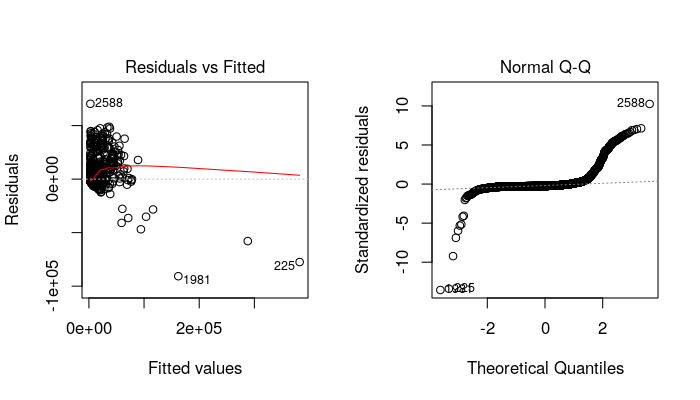 Residuals vs Fitted
Residuals
0e+00
-1e+05
2588
1981
225
0e+00
2e+05
Fitted values
Normal Q-Q
Standardized residuals
10
5
0
-5
-10
2588
225
-2
0
2
Theoretical Quantiles